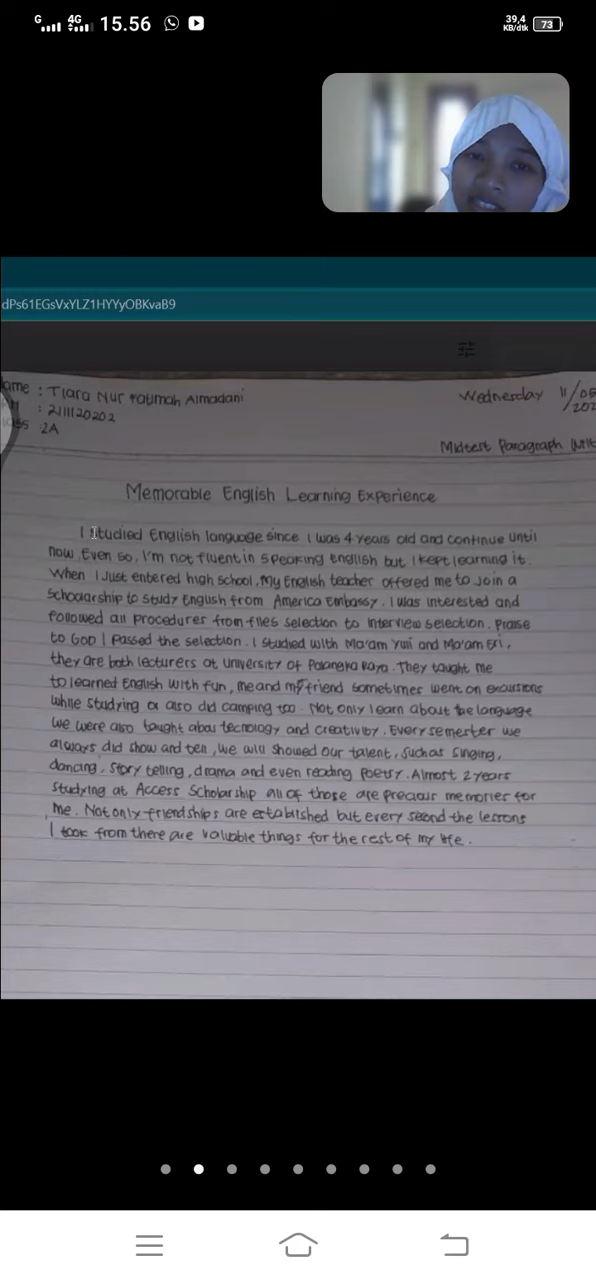 G 4G 15.56 39,4 KB/dtk 73
dPs61EGsVxYLZ1HYYyOBKvaB9
ame : Tiara Nur Fatimah Almadani Wednesday 11/05
: 2111120202
2A
Midtest Paragraph
Memorable English Learning Experience
I studied English language since I was 4 years old and continue until
now. Even so, I'm not fluent in speaking English but I kept learning it.
When I Just entered high school, my English teacher offered me to Join a
Schoolarship to study English from America Embassy. I was interested and
followed all procedures from files selection to interview selection. Praise
to God I passed the selection. I studied with Ma'am Yuli and Ma'am Eri,
they are both lecturers at University of Palangka Raya. They taught me
to learned English with fun, me and my friend sometimes went on excursions
while studying or also did camping too. Not only learn about the language
we were also taught about tecnology and creativity. Every semester we
always did show and tell, we will showed our talent, such as singing,
dancing, story telling, drama and even reading poetry. Almost 2 years
studying at Access Scholarship all of those are precious memories for
me. Not only friendships are established but every second the lessons
I took from there are valuable things for the rest of my life.